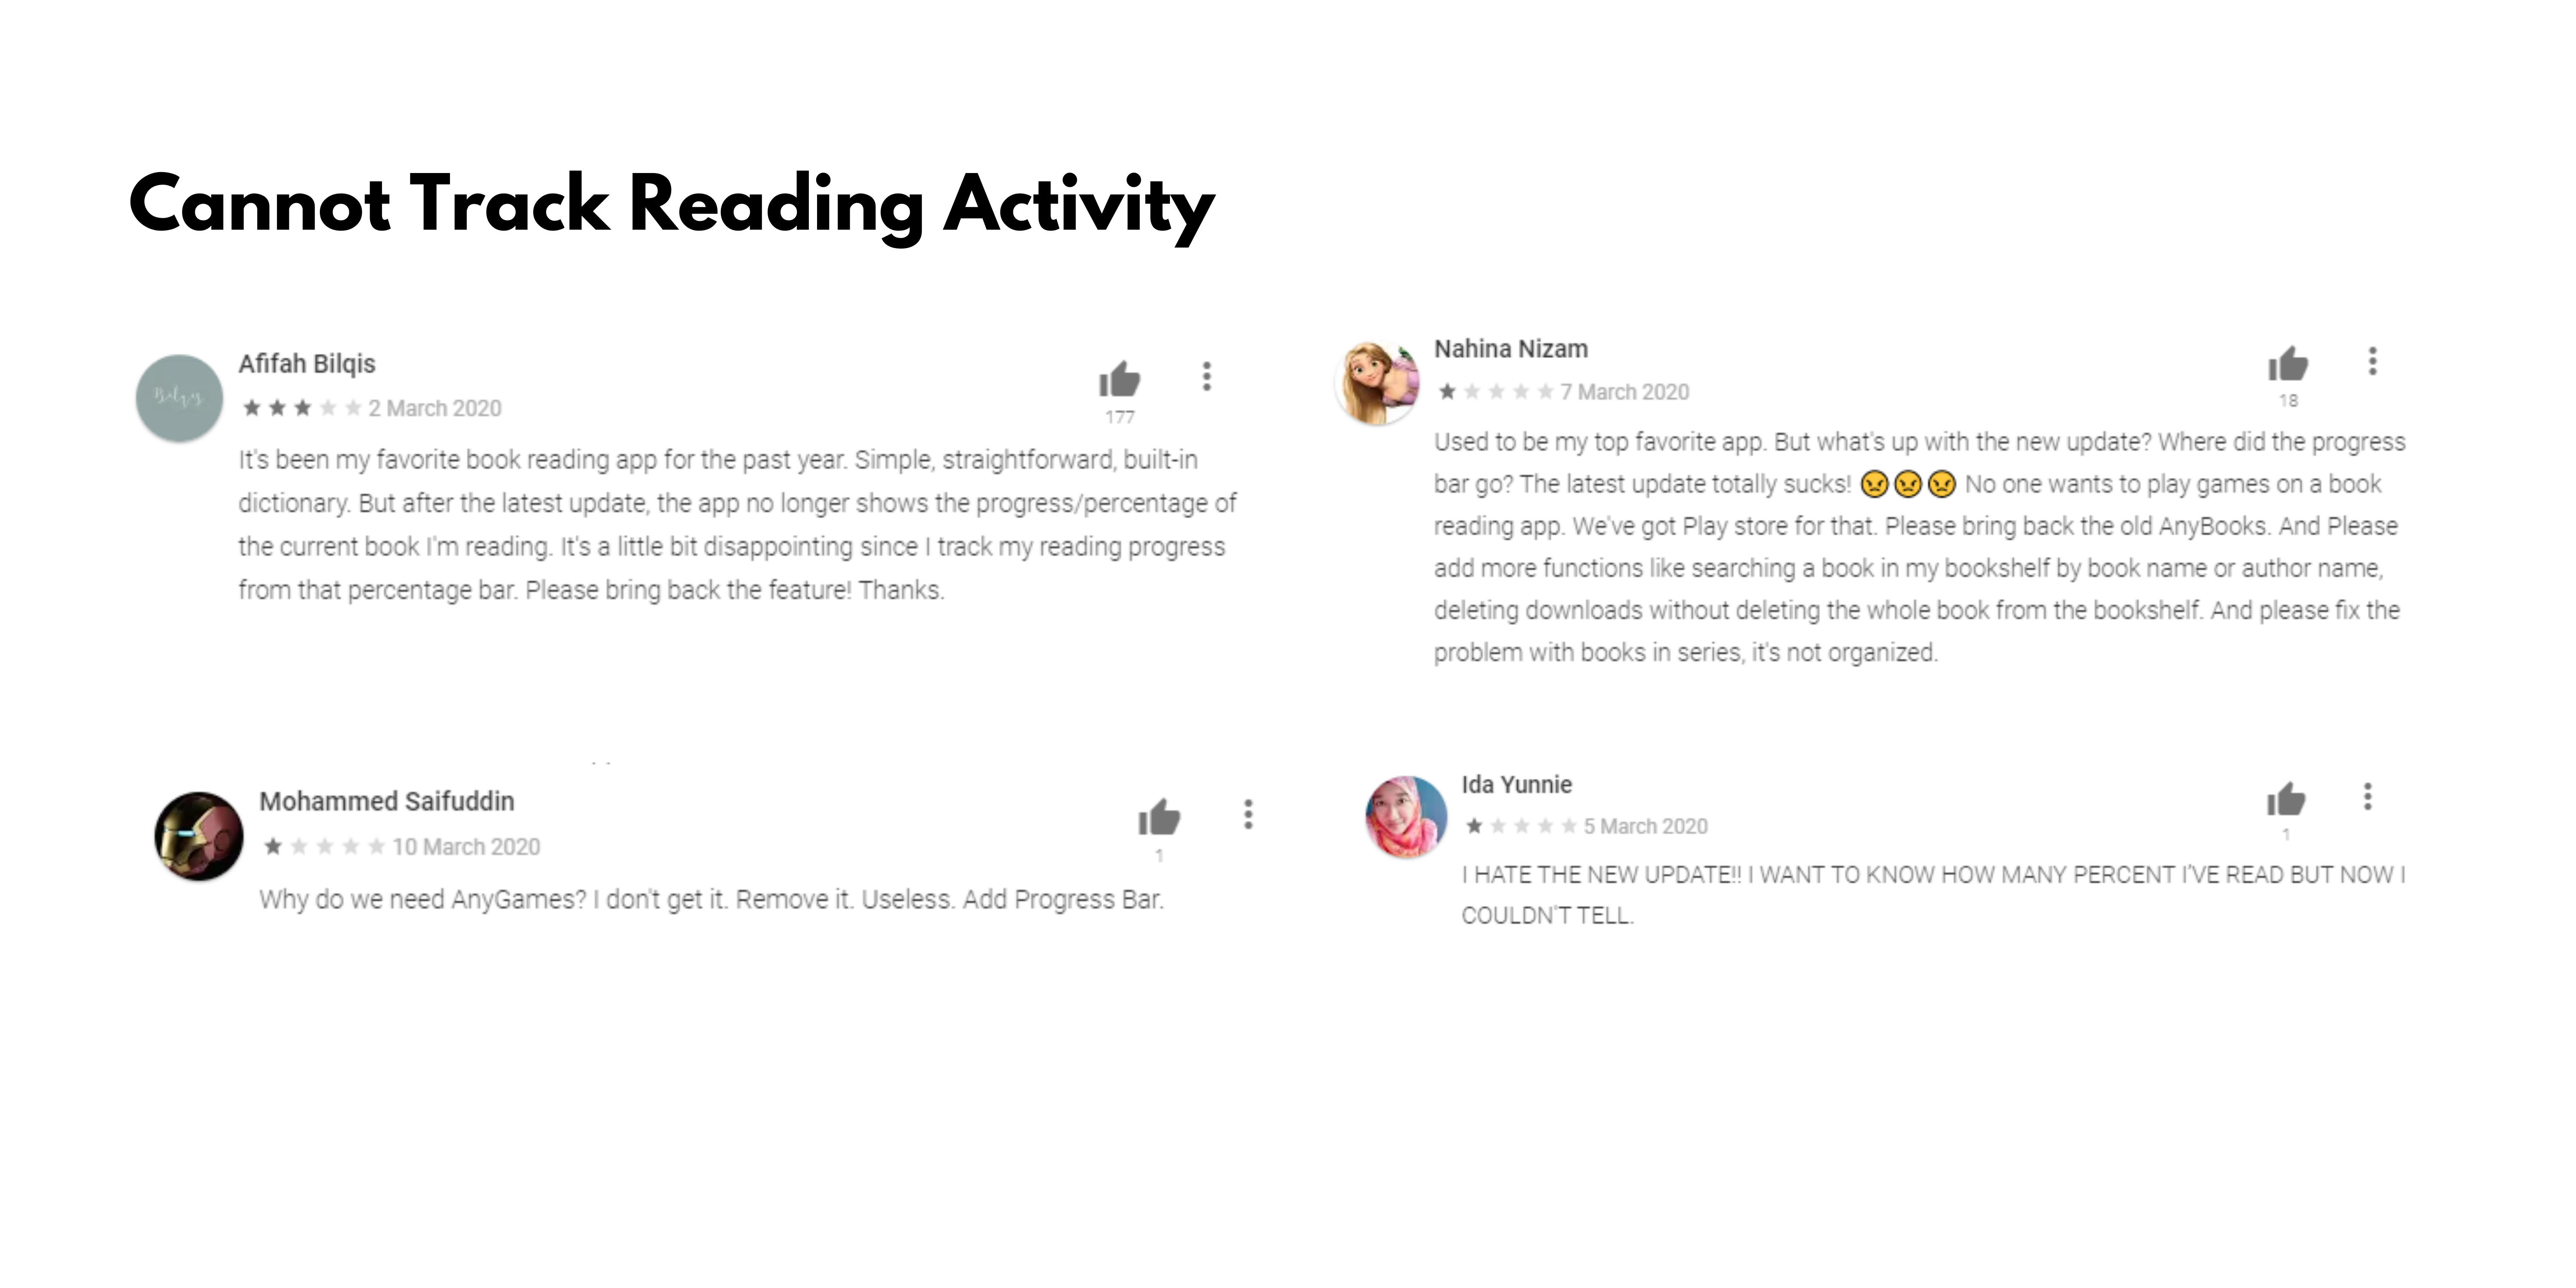 Cannot Track Reading Activity
Afifah Bilqis
2 March 2020
177
It's been my favorite book reading app for the past year. Simple, straightforward, built-in
dictionary. But after the latest update, the app no longer shows the progress/percentage of
the current book I'm reading. It's a little bit disappointing since I track my reading progress
from that percentage bar. Please bring back the feature! Thanks.
Nahina Nizam
7 March 2020
18
Used to be my top favorite app. But what's up with the new update? Where did the progress
bar go? The latest update totally sucks! 😠😠😠 No one wants to play games on a book
reading app. We've got Play store for that. Please bring back the old AnyBooks. And Please
add more functions like searching a book in my bookshelf by book name or author name,
deleting downloads without deleting the whole book from the bookshelf. And please fix the
problem with books in series, it's not organized.
Mohammed Saifuddin
10 March 2020
1
Why do we need AnyGames? I don't get it. Remove it. Useless. Add Progress Bar.
Ida Yunnie
5 March 2020
1
I HATE THE NEW UPDATE!! I WANT TO KNOW HOW MANY PERCENT I'VE READ BUT NOW I
COULDN'T TELL.